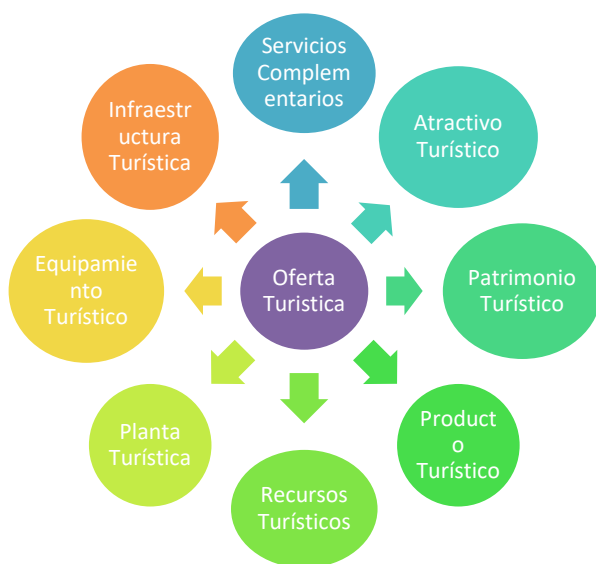 Servicios
Complem
entarios
Atractivo
Turístico
Patrimonio
Turístico
Product
o
Turístico
Recursos
Turísticos
Planta
Turística
Equipamie
nto
Turístico
Infraestr
uctura
Turística
Oferta
Turistica